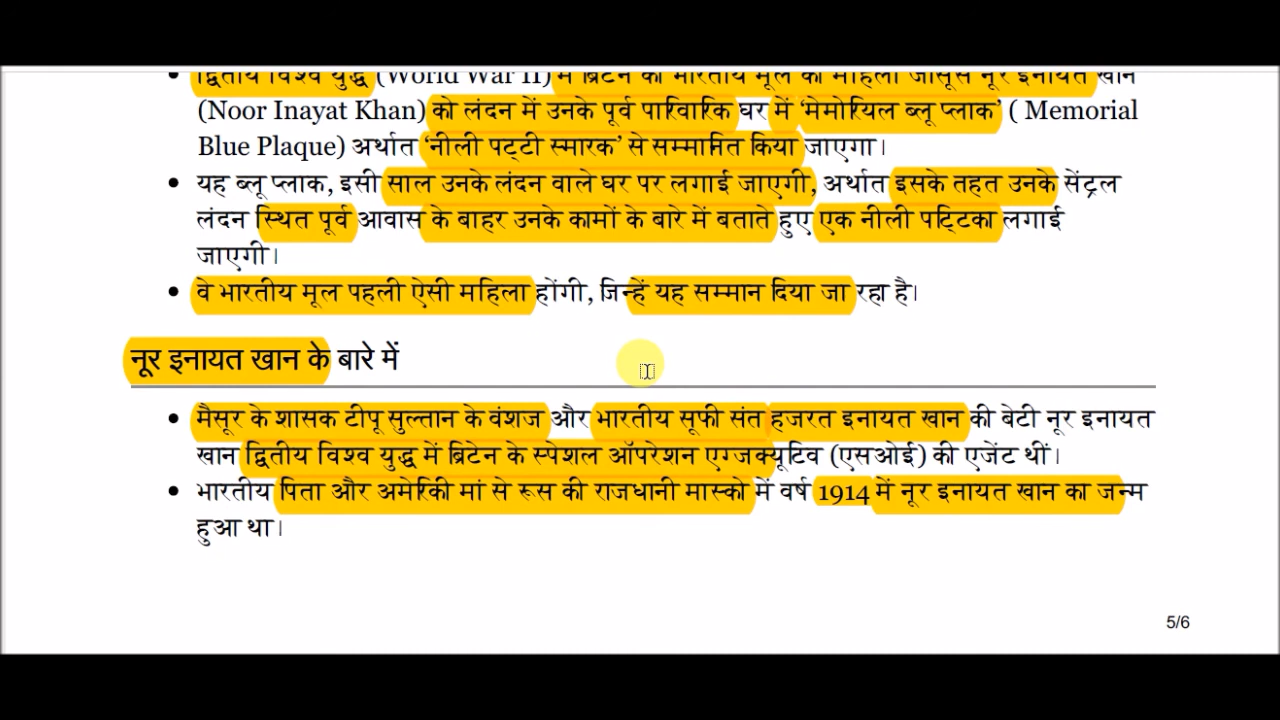 द्वितीय विश्व युद्ध (World War II) में ब्रिटेन की भारतीय मूल की महिला जासूस नूर इनायत खान
(Noor Inayat Khan) को लंदन में उनके पूर्व पारिवारिक घर में ‘मेमोरियल ब्लू प्लाक’ ( Memorial
Blue Plaque) अर्थात ‘नीली पट्टी स्मारक’ से सम्मानित किया जाएगा।
यह ब्लू प्लाक, इसी साल उनके लंदन वाले घर पर लगाई जाएगी, अर्थात इसके तहत उनके सेंट्रल
लंदन स्थित पूर्व आवास के बाहर उनके कामों के बारे में बताते हुए एक नीली पट्टिका लगाई
जाएगी।
वे भारतीय मूल पहली ऐसी महिला होंगी, जिन्हें यह सम्मान दिया जा रहा है।
नूर इनायत खान के बारे में
मैसूर के शासक टीपू सुल्तान के वंशज और भारतीय सूफी संत हजरत इनायत खान की बेटी नूर इनायत
खान द्वितीय विश्व युद्ध में ब्रिटेन के स्पेशल ऑपरेशन एग्जक्यूटिव (एसओई) की एजेंट थीं।
भारतीय पिता और अमेरिकी मां से रूस की राजधानी मास्को में वर्ष 1914 में नूर इनायत खान का जन्म
हुआ था।
5/6